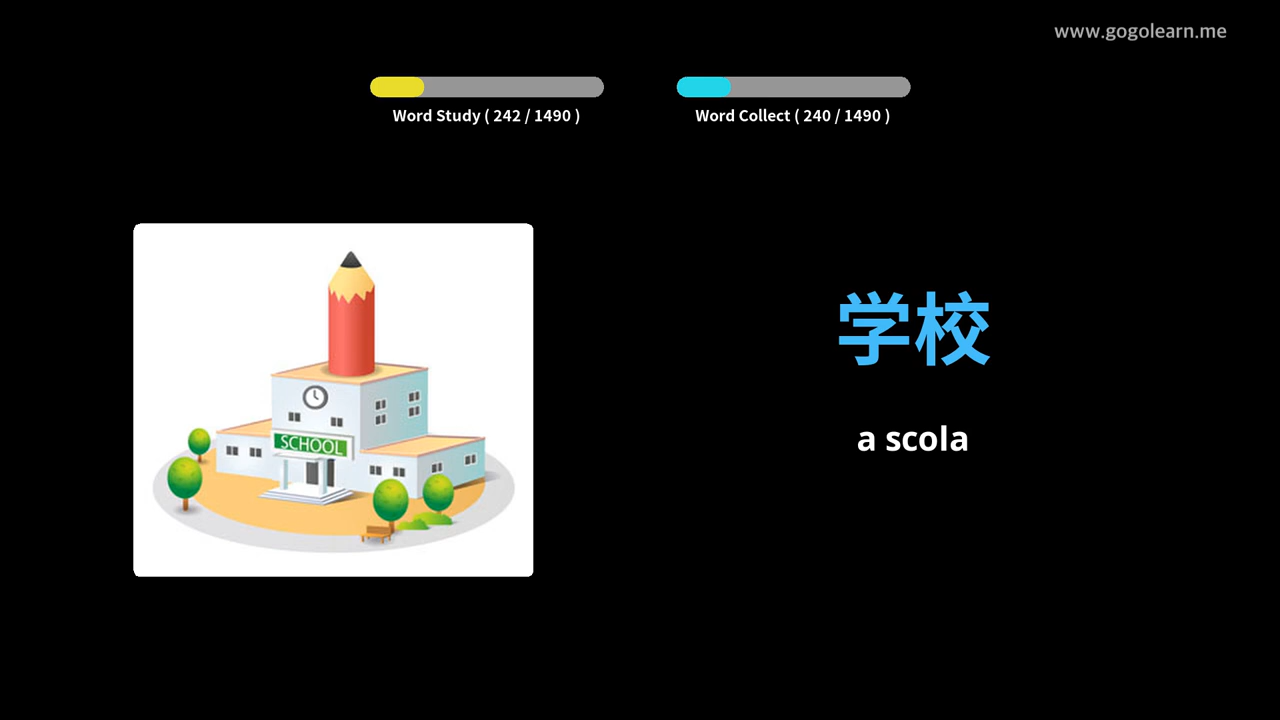 www.gogolearn.me
Word Study ( 242 / 1490 )
Word Collect ( 240 / 1490 )
SCHOOL
学校
a scola